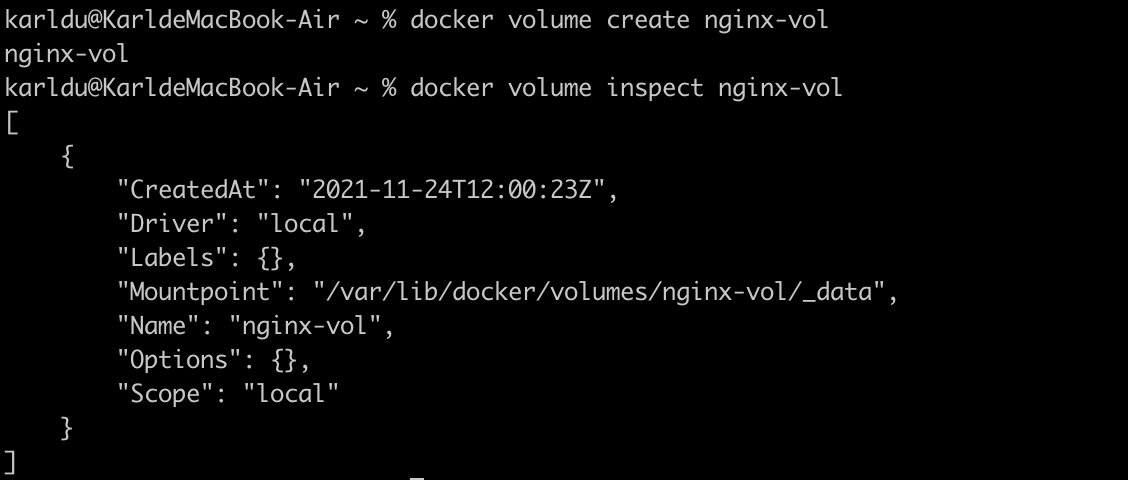 karldu@KarldeMacBook-Air ~ % docker volume create nginx-vol
nginx-vol
karldu@KarldeMacBook-Air ~ % docker volume inspect nginx-vol
[
    {
        "CreatedAt": "2021-11-24T12:00:23Z",
        "Driver": "local",
        "Labels": {},
        "Mountpoint": "/var/lib/docker/volumes/nginx-vol/_data",
        "Name": "nginx-vol",
        "Options": {},
        "Scope": "local"
    }
]